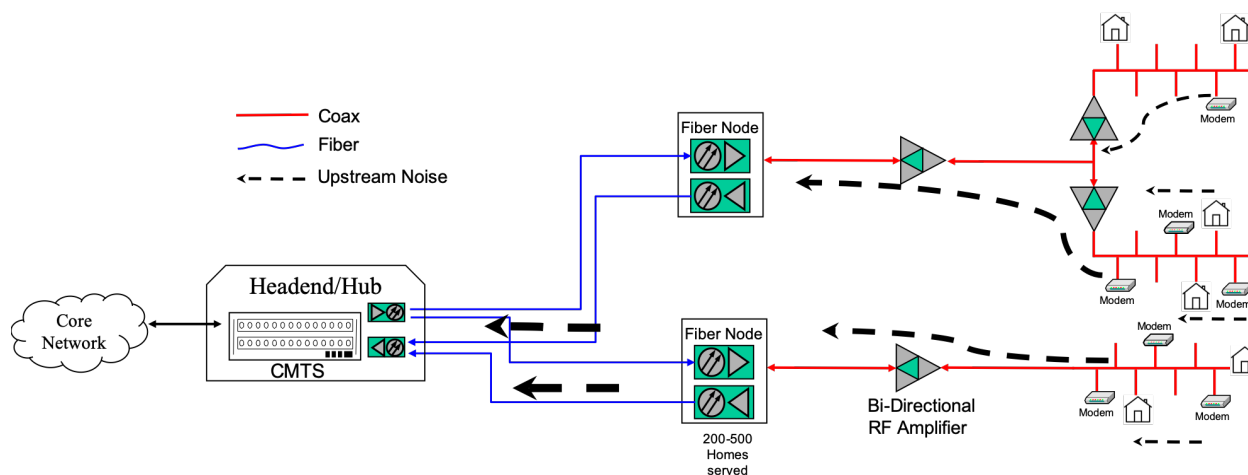 Coax
Fiber
Upstream Noise
Core
Network
Headend/Hub
CMTS
Fiber Node
Fiber Node
200-500
Homes
served
Bi-Directional
RF Amplifier
Modem
Modem
Modem
Modem
Modem
Modem
Modem